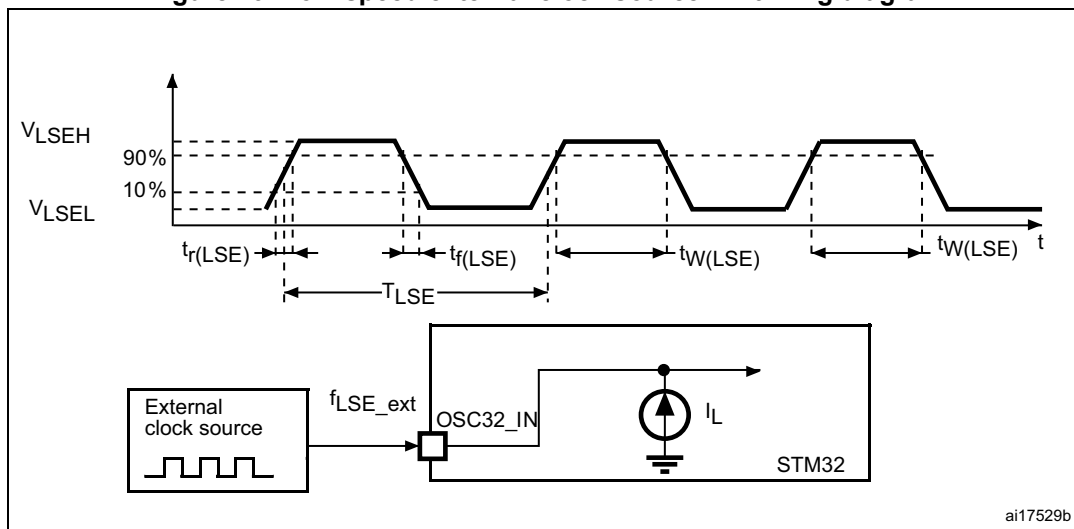 V_LSEH
90%
10%
V_LSEL
t_r(LSE)
t_f(LSE)
t_W(LSE)
t_W(LSE)
t
T_LSE
External
clock source
f_LSE_ext
OSC32_IN
I_L
STM32
ai17529b